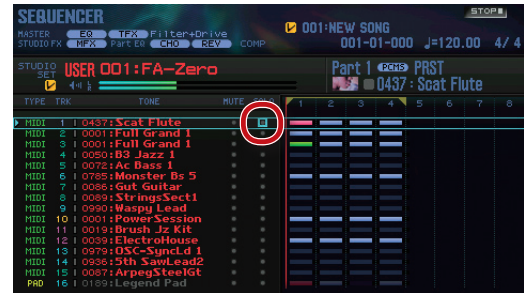 SEQUENCER
STOP■
MASTER EQ TFX Filter+Drive
STUDIO FX MFX Part EQ CHO REV COMP
001:NEW SONG
001-01-000 ♩=120.00 4/4
STUDIO SET USER 001:FA-Zero
Part 1 PCMS PRST
0437:Scat Flute
TYPE TRK TONE MUTE SOLO 1 2 3 4 5 6 7 8
MIDI 1 0437:Scat Flute
MIDI 2 0001:Full Grand 1
MIDI 3 0001:Full Grand 1
MIDI 4 0050:B3 Jazz 1
MIDI 5 0072:Ac Bass 1
MIDI 6 0785:Monster Bs 5
MIDI 7 0086:Gut Guitar
MIDI 8 0089:StringsSect1
MIDI 9 0990:Waspy Lead
MIDI 10 0001:PowerSession
MIDI 11 0019:Brush Jz Kit
MIDI 12 0039:ElectroHouse
MIDI 13 0979:OSC-SyncLd 1
MIDI 14 0936:5th SawLead2
MIDI 15 0087:ArpegSteelGt
PAD 16 0189:Legend Pad